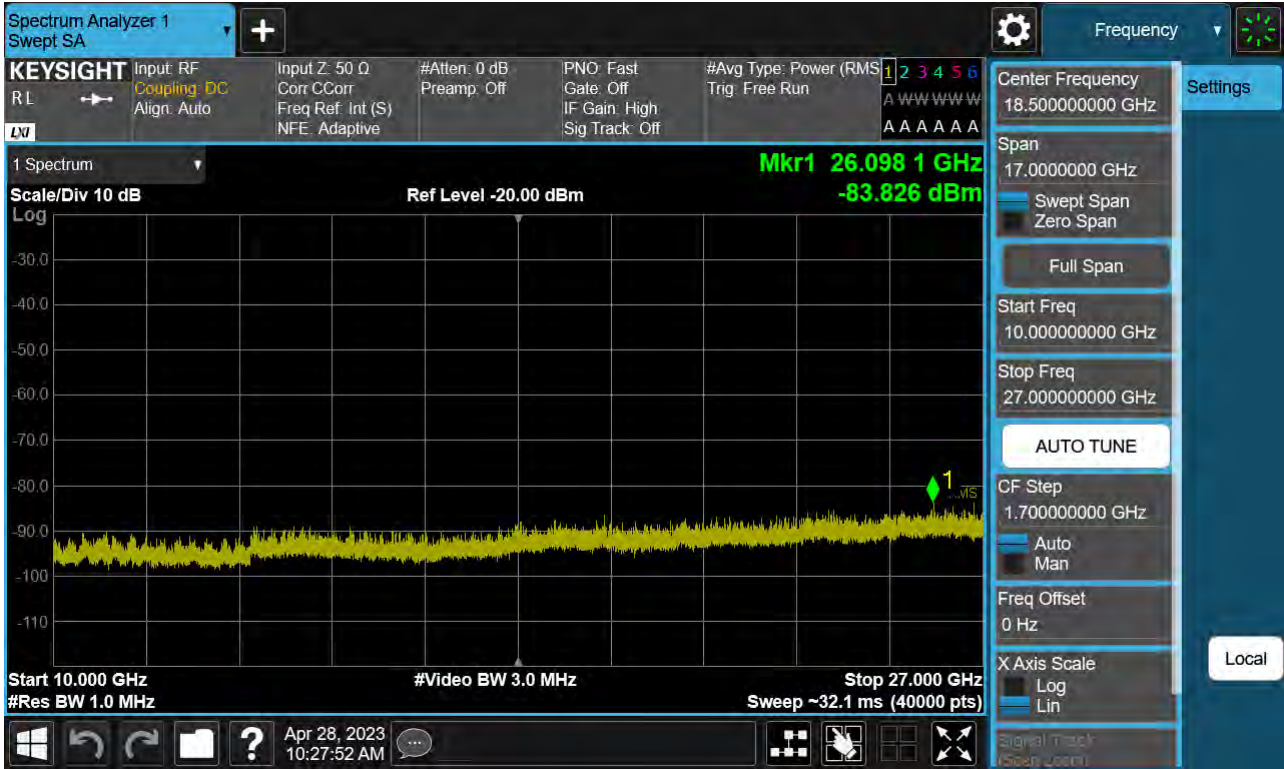 Spectrum Analyzer 1
Swept SA
Frequency
KEYSIGHT
R L
LXI
Input: RF
Coupling: DC
Align: Auto
Input Z: 50 Ω
Corr CCorr
Freq Ref: Int (S)
NFE: Adaptive
#Atten: 0 dB
Preamp: Off
PNO: Fast
Gate: Off
IF Gain: High
Sig Track: Off
#Avg Type: Power (RMS
Trig: Free Run
1 2 3 4 5 6
A W W W W W
A A A A A A
1 Spectrum
Mkr1 26.098 1 GHz
Scale/Div 10 dB
Ref Level -20.00 dBm
-83.826 dBm
Log
-30.0
-40.0
-50.0
-60.0
-70.0
-80.0
-90.0
-100
-110
1
Start 10.000 GHz
#Video BW 3.0 MHz
Stop 27.000 GHz
#Res BW 1.0 MHz
Sweep ~32.1 ms (40000 pts)
Center Frequency
18.500000000 GHz
Settings
Span
17.0000000 GHz
Swept Span
Zero Span
Full Span
Start Freq
10.000000000 GHz
Stop Freq
27.000000000 GHz
AUTO TUNE
CF Step
1.700000000 GHz
Auto
Man
Freq Offset
0 Hz
X Axis Scale
Log
Lin
Local
Signal Track
(Span Zoom)
?
Apr 28, 2023
10:27:52 AM